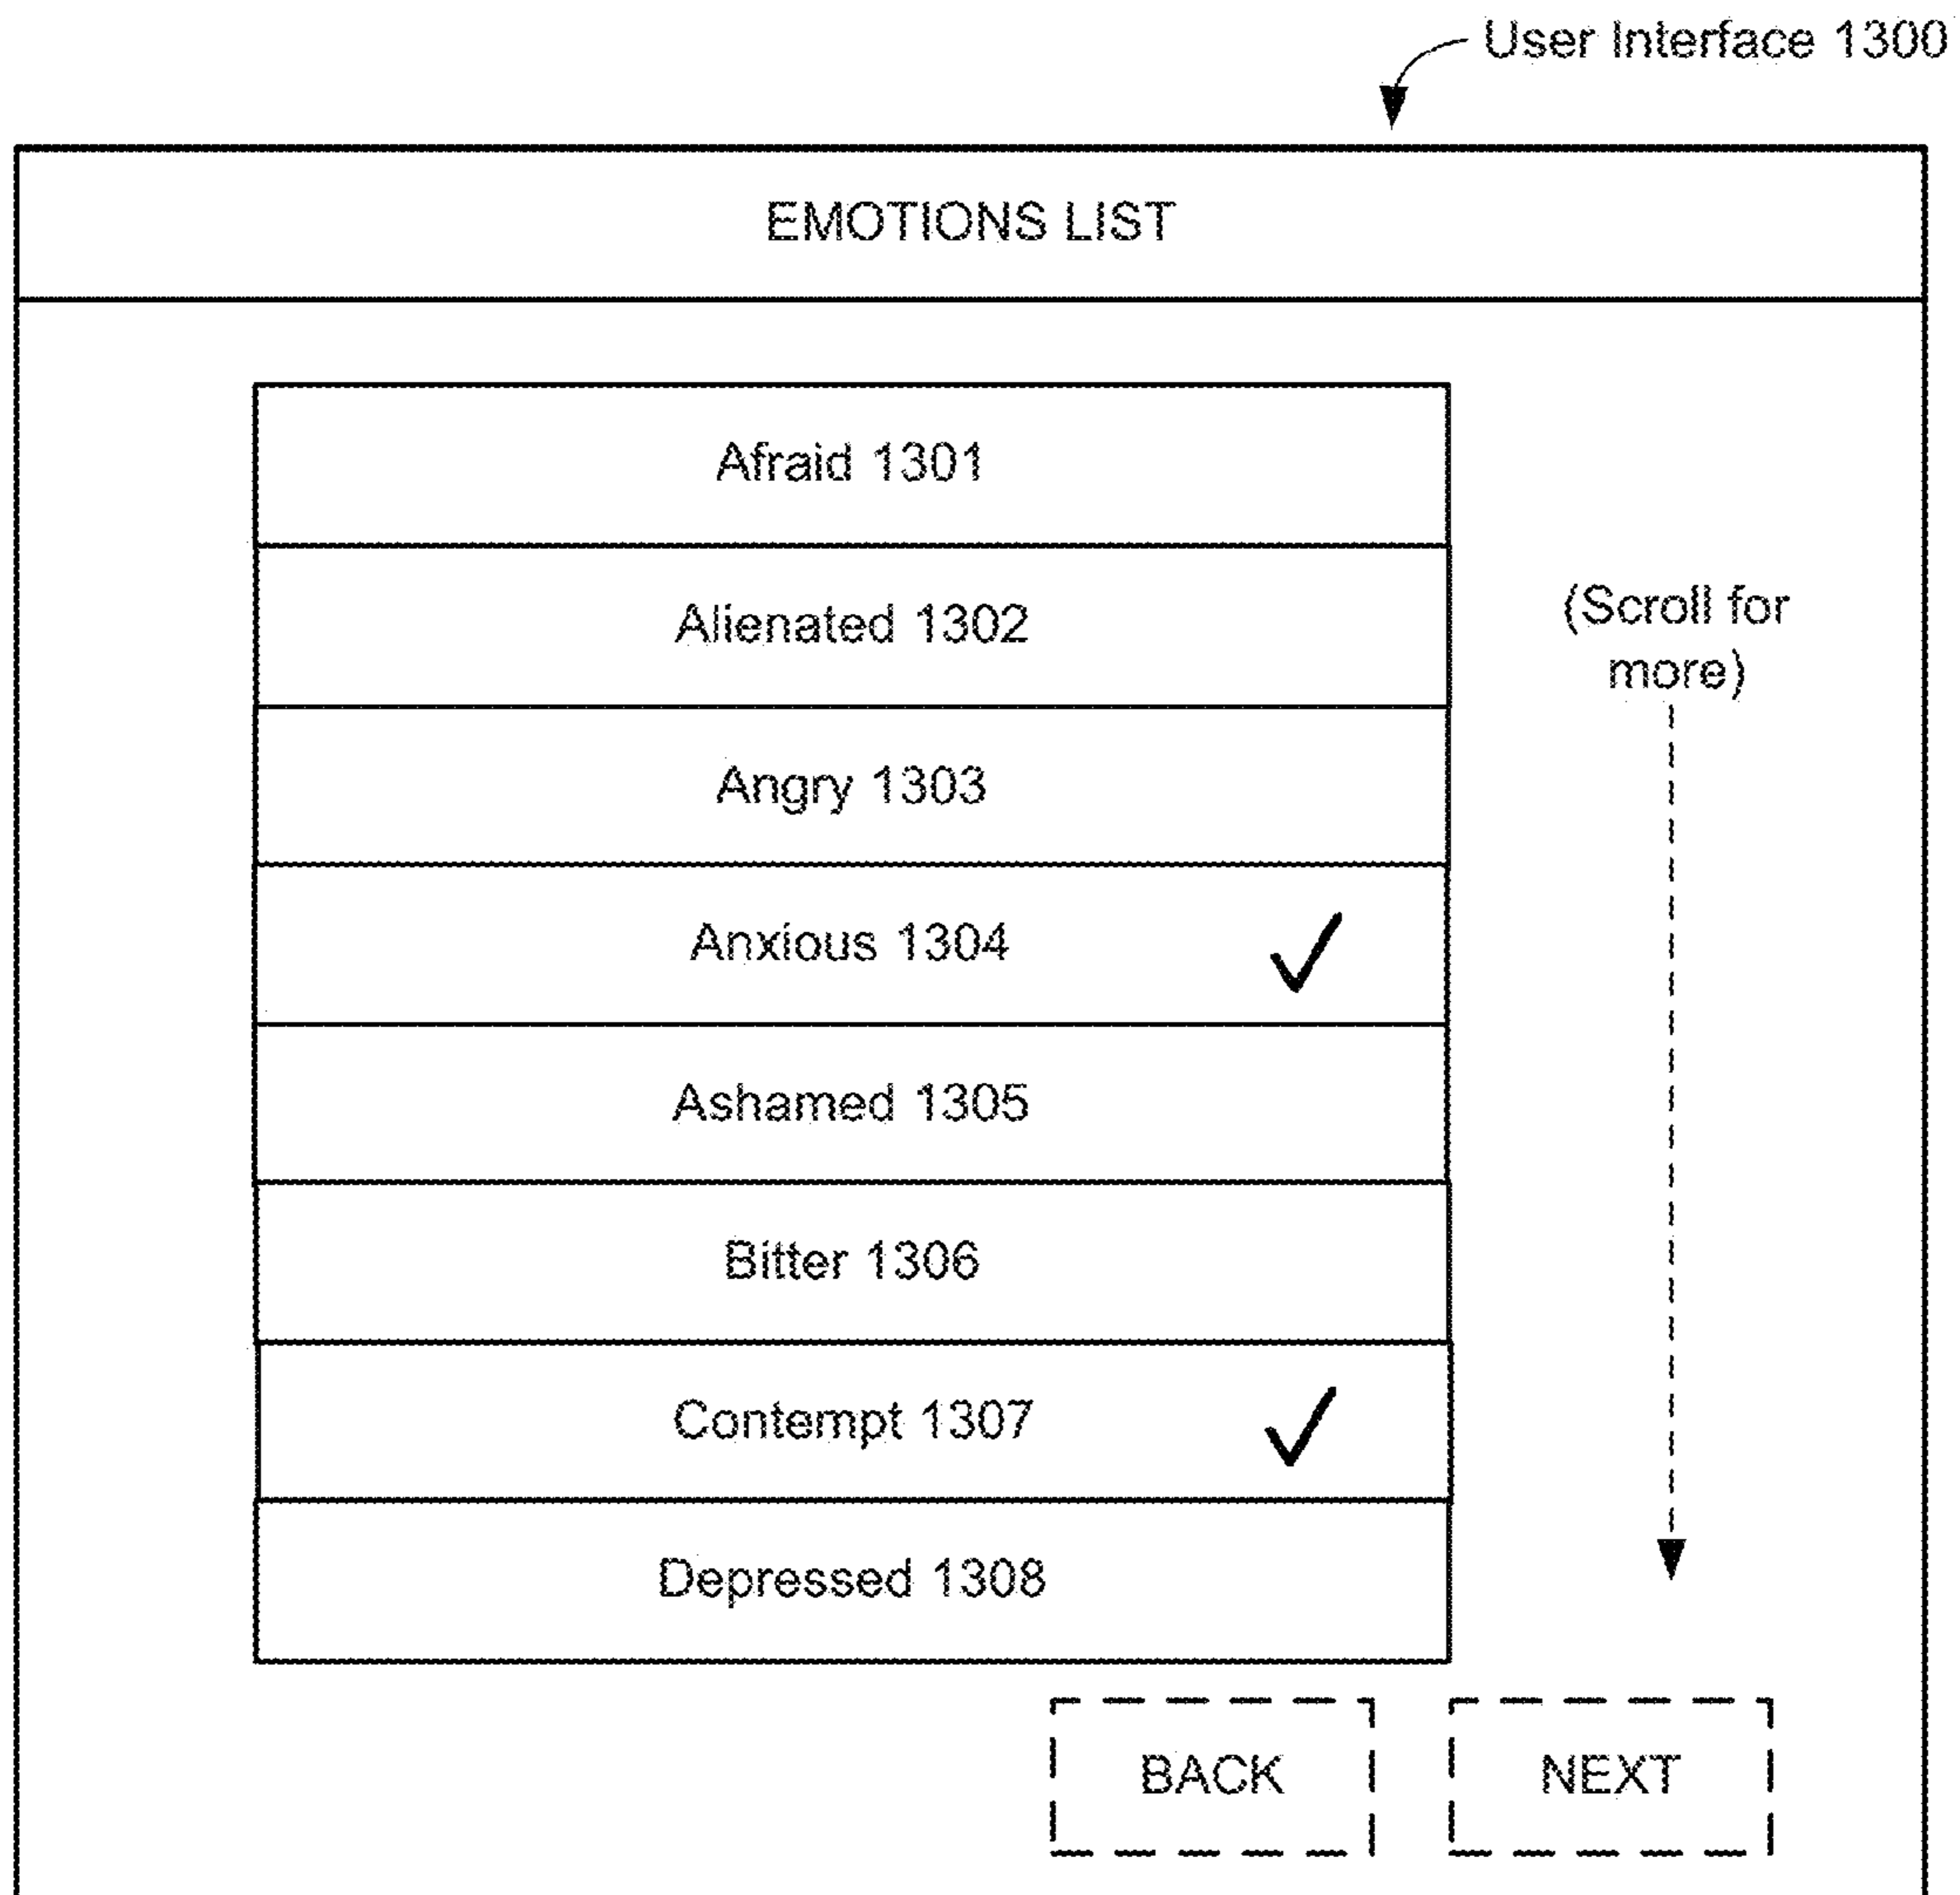 User Interface 1300
EMOTIONS LIST
Afraid 1301
Alienated 1302
(Scroll for
more)
Angry 1303
Anxious 1304
Ashamed 1305
Bitter 1306
Contempt 1307
Depressed 1308
BACK
NEXT